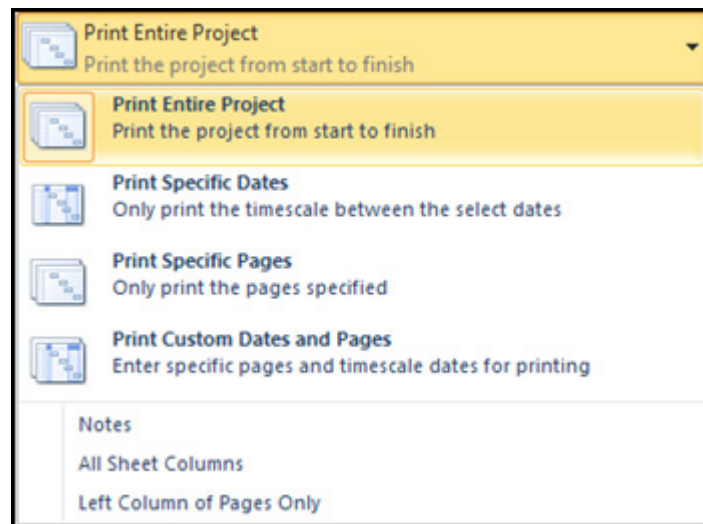 Print Entire Project
Print the project from start to finish
Print Entire Project
Print the project from start to finish
Print Specific Dates
Only print the timescale between the select dates
Print Specific Pages
Only print the pages specified
Print Custom Dates and Pages
Enter specific pages and timescale dates for printing
Notes
All Sheet Columns
Left Column of Pages Only